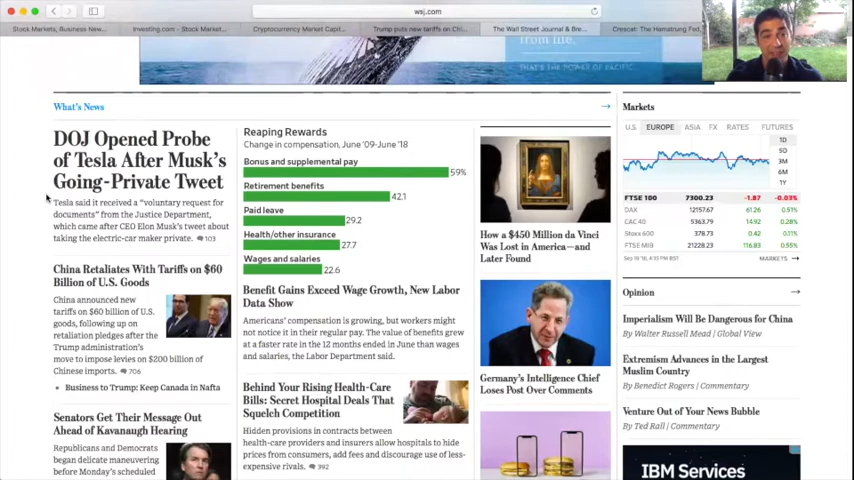 wsj.com
Stock Markets, Business New...
Investing.com - Stock Market...
Cryptocurrency Market Capit...
Trump puts new tariffs on Chi...
The Wall Street Journal & Bre...
Crescat: The Hamstrung Fed,
from life.
THAT'S THE POWER OF PACIFIC.
What's News
DOJ Opened Probe
of Tesla After Musk's
Going-Private Tweet
Tesla said it received a "voluntary request for
documents" from the Justice Department,
which came after CEO Elon Musk's tweet about
taking the electric-car maker private. 103
China Retaliates With Tariffs on $60
Billion of U.S. Goods
China announced new
tariffs on $60 billion of U.S.
goods, following up on
retaliation pledges after the
Trump administration's
move to impose levies on $200 billion of
Chinese imports. 706
• Business to Trump: Keep Canada in Nafta
Senators Get Their Message Out
Ahead of Kavanaugh Hearing
Republicans and Democrats
began delicate maneuvering
before Monday's scheduled
Reaping Rewards
Change in compensation, June '09-June '18
Bonus and supplemental pay
59%
Retirement benefits
42.1
Paid leave
29.2
Health/other insurance
27.7
Wages and salaries
22.6
Benefit Gains Exceed Wage Growth, New Labor
Data Show
Americans' compensation is growing, but workers might
not notice it in their regular pay. The value of benefits grew
at a faster rate in the 12 months ended in June than wages
and salaries, the Labor Department said.
Behind Your Rising Health-Care
Bills: Secret Hospital Deals That
Squelch Competition
Hidden provisions in contracts between
health-care providers and insurers allow hospitals to hide
prices from consumers, add fees and discourage use of less-
expensive rivals. 392
How a $450 Million da Vinci
Was Lost in America—and
Later Found
Germany's Intelligence Chief
Loses Post Over Comments
Markets
U.S. EUROPE ASIA FX RATES FUTURES
1D
5D
3M
6M
1Y
FTSE 100 7300.23 -1.87 -0.03%
DAX 12157.67 61.26 0.51%
CAC 40 5363.79 14.92 0.28%
Stoxx 600 378.73 0.42 0.11%
FTSE MIB 21228.23 116.83 0.55%
Sep 18 '18, 4:33 PM BST
MARKETS
Opinion
Imperialism Will Be Dangerous for China
By Walter Russell Mead | Global View
Extremism Advances in the Largest
Muslim Country
By Benedict Rogers | Commentary
Venture Out of Your News Bubble
By Ted Rall | Commentary
IBM Services